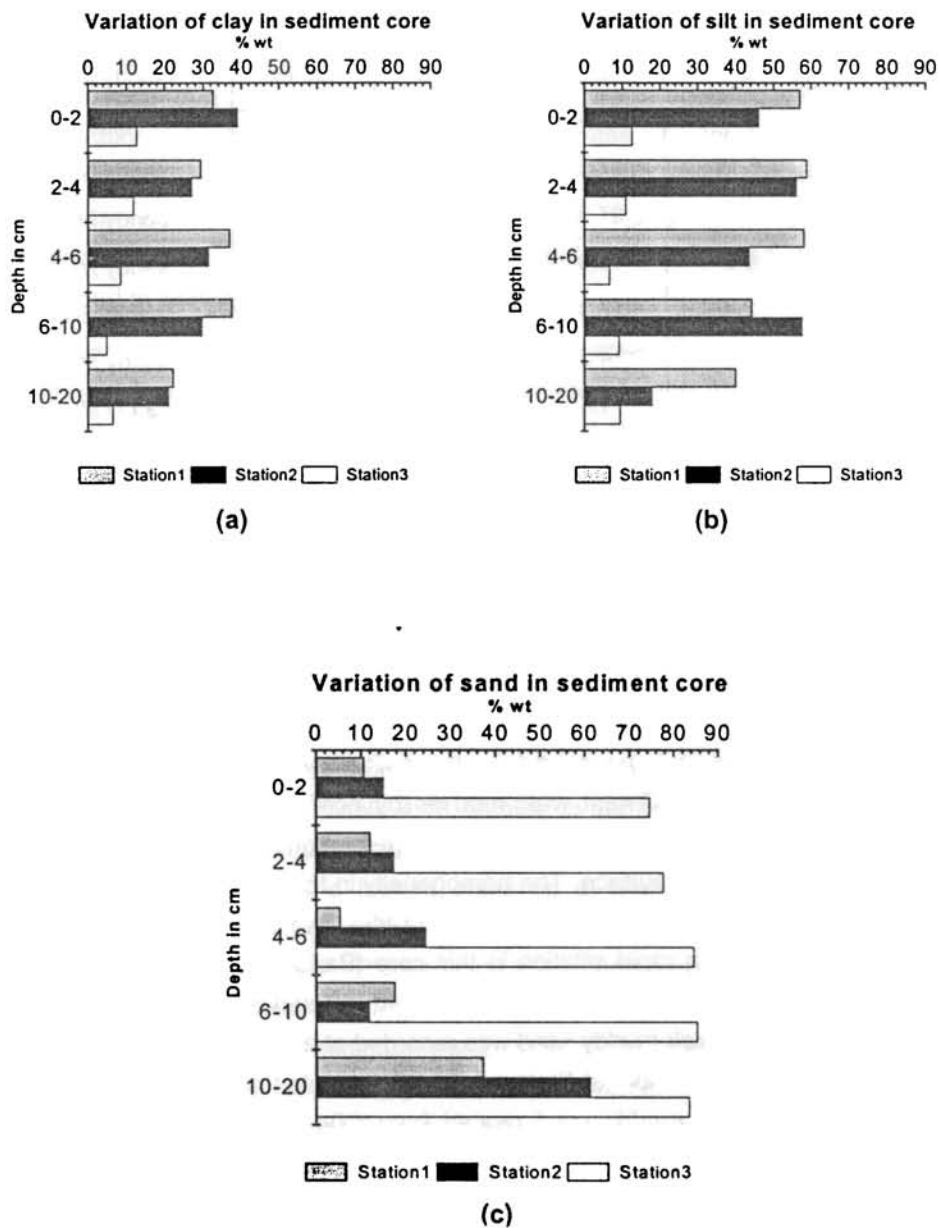 Variation of clay in sediment core
% wt
0 10 20 30 40 50 60 70 80 90
Depth in cm
0-2
2-4
4-6
6-10
10-20
Station1 Station2 Station3
(a)
Variation of silt in sediment core
% wt
0 10 20 30 40 50 60 70 80 90
Depth in cm
0-2
2-4
4-6
6-10
10-20
Station1 Station2 Station3
(b)
Variation of sand in sediment core
% wt
0 10 20 30 40 50 60 70 80 90
Depth in cm
0-2
2-4
4-6
6-10
10-20
Station1 Station2 Station3
(c)